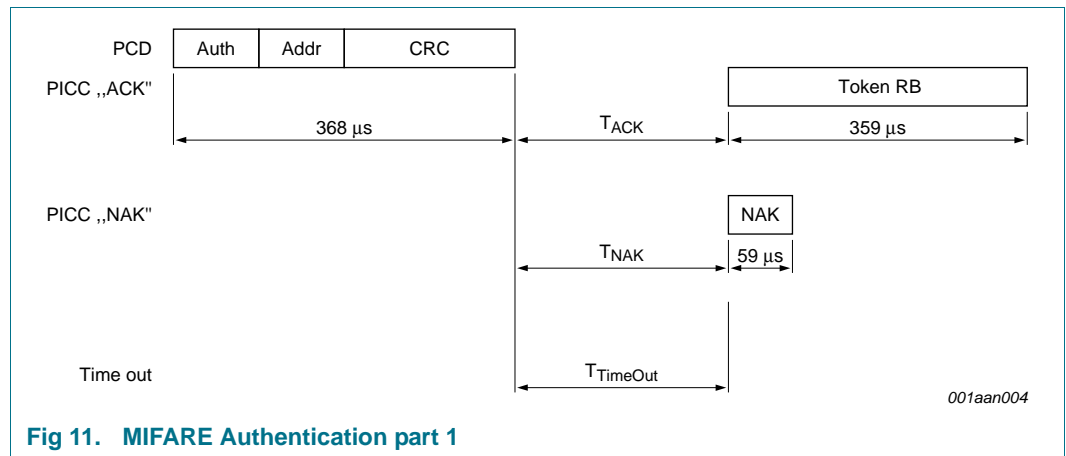 PCD Auth Addr CRC
PICC ,,ACK" Token RB
368 μs TACK 359 μs
PICC ,,NAK" NAK
TNAK 59 μs
Time out TTimeOut
001aan004
Fig 11. MIFARE Authentication part 1